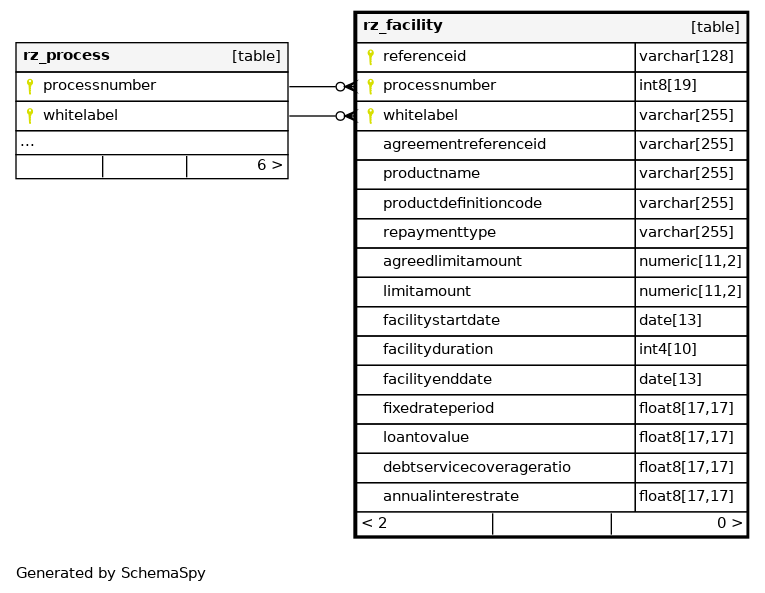 rz_process [table]
processnumber
whitelabel
...
6 >
rz_facility [table]
referenceid varchar[128]
processnumber int8[19]
whitelabel varchar[255]
agreementreferenceid varchar[255]
productname varchar[255]
productdefinitioncode varchar[255]
repaymenttype varchar[255]
agreedlimitamount numeric[11,2]
limitamount numeric[11,2]
facilitystartdate date[13]
facilityduration int4[10]
facilityenddate date[13]
fixedrateperiod float8[17,17]
loantovalue float8[17,17]
debtservicecoverageratio float8[17,17]
annualinterestrate float8[17,17]
< 2 0 >
Generated by SchemaSpy